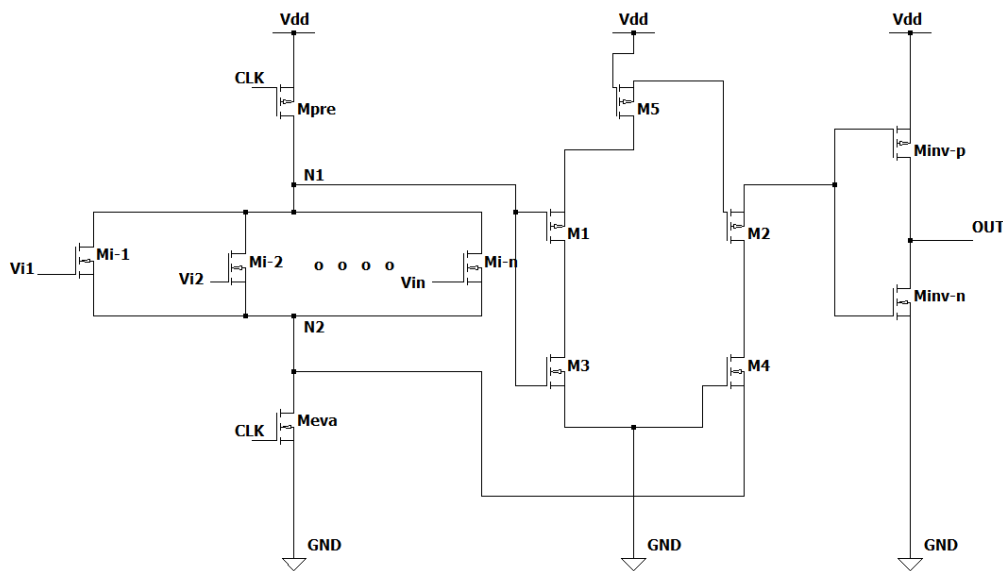 Vdd Vdd Vdd
CLK
Mpre M5
Minv-p
N1
M1 M2
OUT
Mi-1 Mi-2 o o o o Mi-n
Vi1 Vi2 Vin
Minv-n
N2
M3 M4
Meva
CLK
GND GND GND